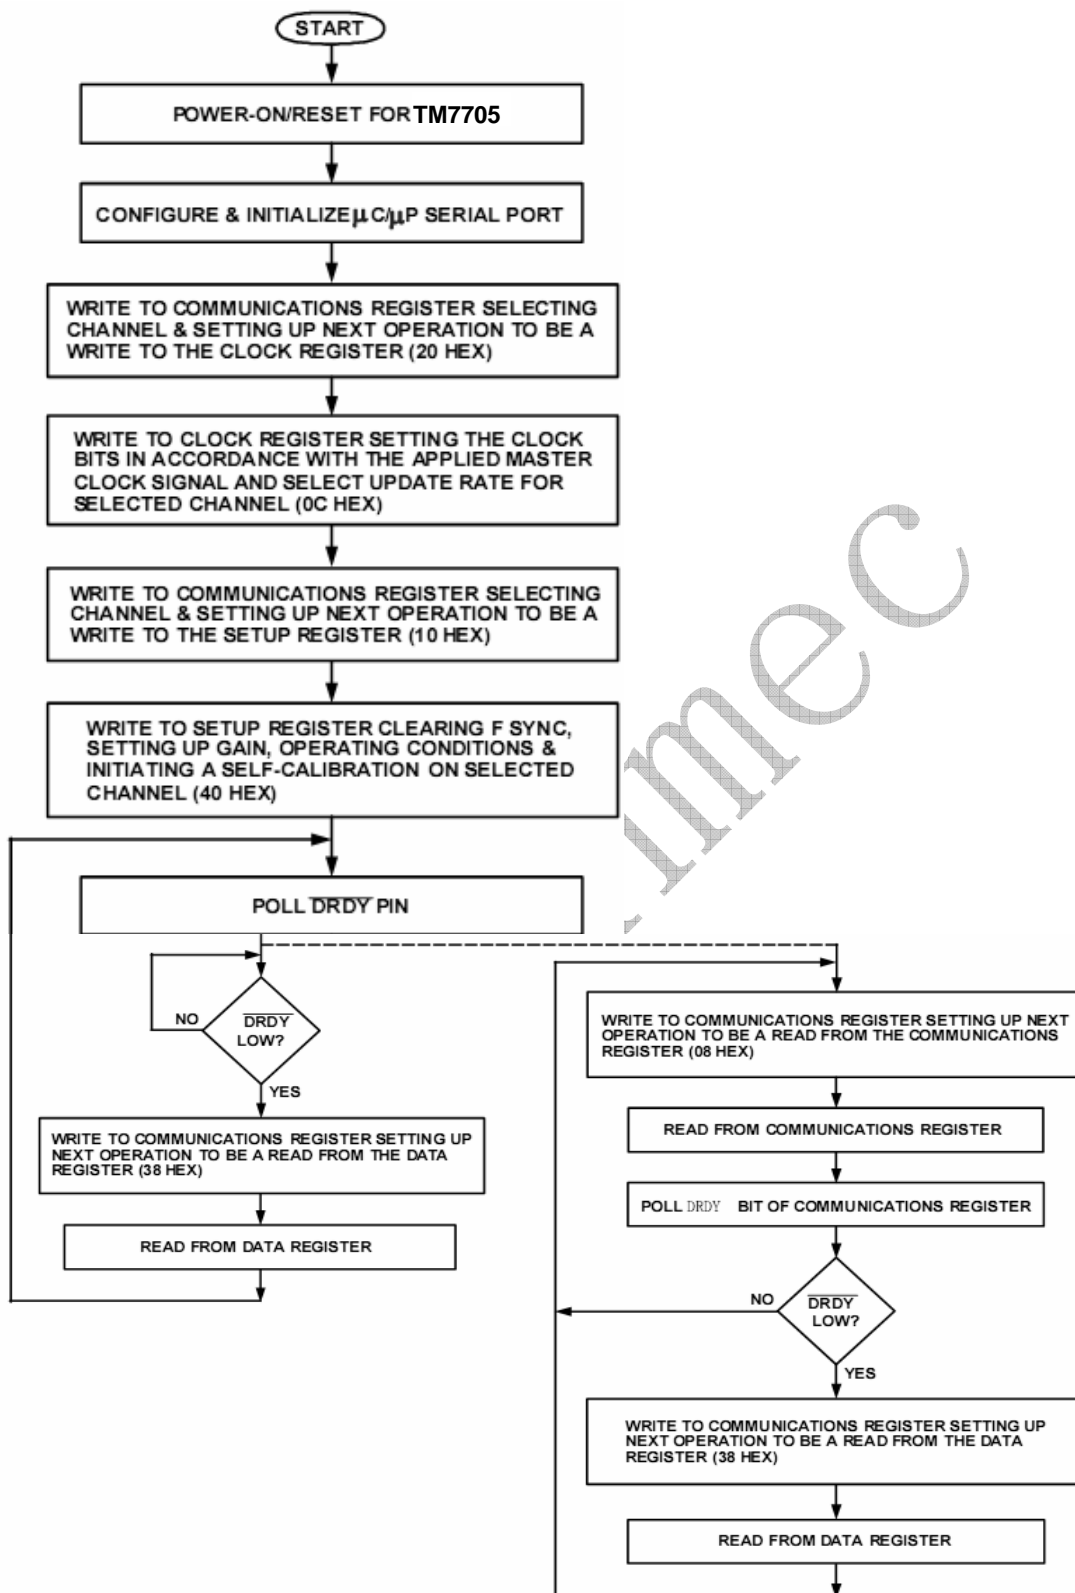 START
POWER-ON/RESET FOR TM7705
CONFIGURE & INITIALIZE μC/μP SERIAL PORT
WRITE TO COMMUNICATIONS REGISTER SELECTING
CHANNEL & SETTING UP NEXT OPERATION TO BE A
WRITE TO THE CLOCK REGISTER (20 HEX)
WRITE TO CLOCK REGISTER SETTING THE CLOCK
BITS IN ACCORDANCE WITH THE APPLIED MASTER
CLOCK SIGNAL AND SELECT UPDATE RATE FOR
SELECTED CHANNEL (0C HEX)
WRITE TO COMMUNICATIONS REGISTER SELECTING
CHANNEL & SETTING UP NEXT OPERATION TO BE A
WRITE TO THE SETUP REGISTER (10 HEX)
WRITE TO SETUP REGISTER CLEARING F SYNC,
SETTING UP GAIN, OPERATING CONDITIONS &
INITIATING A SELF-CALIBRATION ON SELECTED
CHANNEL (40 HEX)
POLL DRDY PIN
NO
DRDY
LOW?
YES
WRITE TO COMMUNICATIONS REGISTER SETTING UP
NEXT OPERATION TO BE A READ FROM THE DATA
REGISTER (38 HEX)
READ FROM DATA REGISTER
WRITE TO COMMUNICATIONS REGISTER SETTING UP NEXT
OPERATION TO BE A READ FROM THE COMMUNICATIONS
REGISTER (08 HEX)
READ FROM COMMUNICATIONS REGISTER
POLL DRDY BIT OF COMMUNICATIONS REGISTER
NO
DRDY
LOW?
YES
WRITE TO COMMUNICATIONS REGISTER SETTING UP
NEXT OPERATION TO BE A READ FROM THE DATA
REGISTER (38 HEX)
READ FROM DATA REGISTER